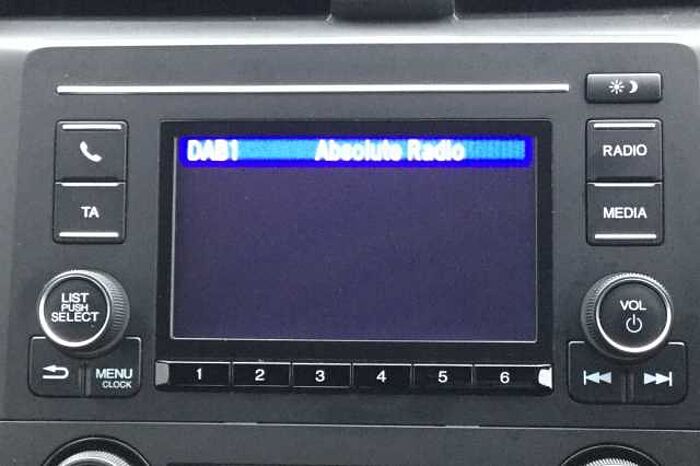 DAB1 Absolute Radio
TA
RADIO
MEDIA
LIST
PUSH
SELECT
VOL
MENU
CLOCK
1 2 3 4 5 6